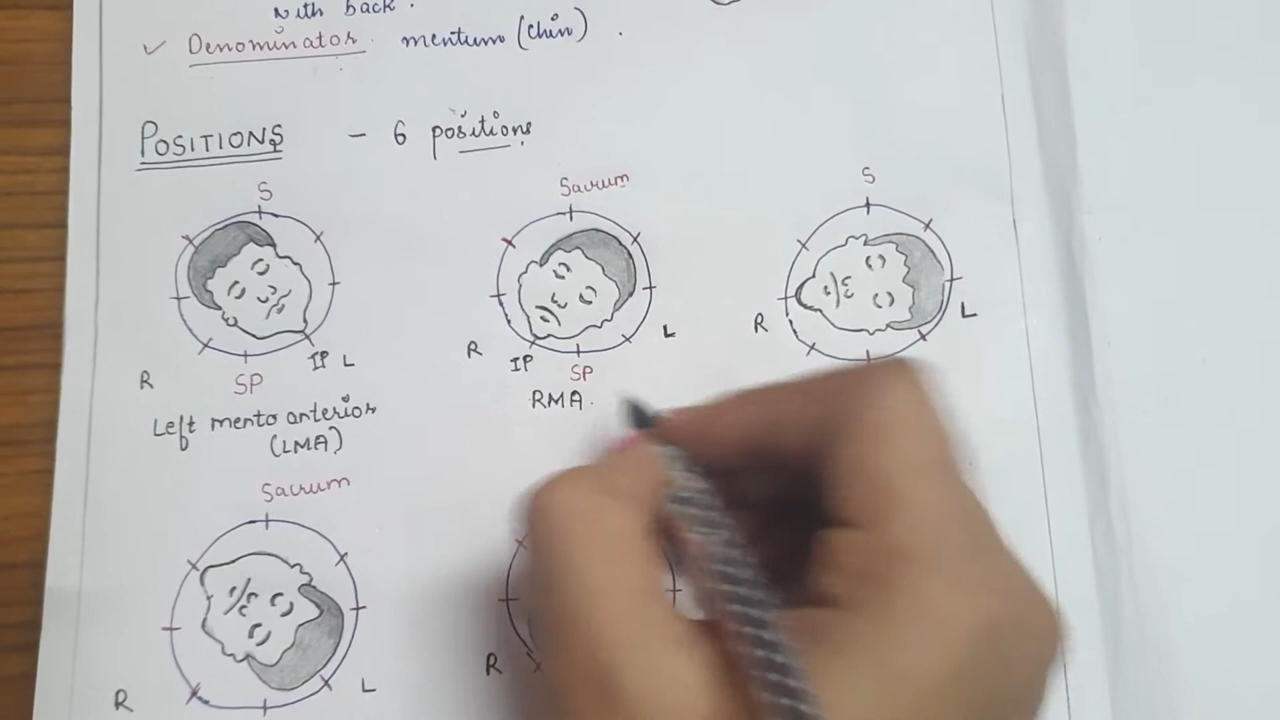 with back.
✓ Denominator. mentum (chin).
POSITIONS - 6 positions
S
Sacrum
S
R
SP
IP L
R
IP
SP
L
R
L
Left mento anterior
(LMA)
RMA.
Sacrum
R
L
R